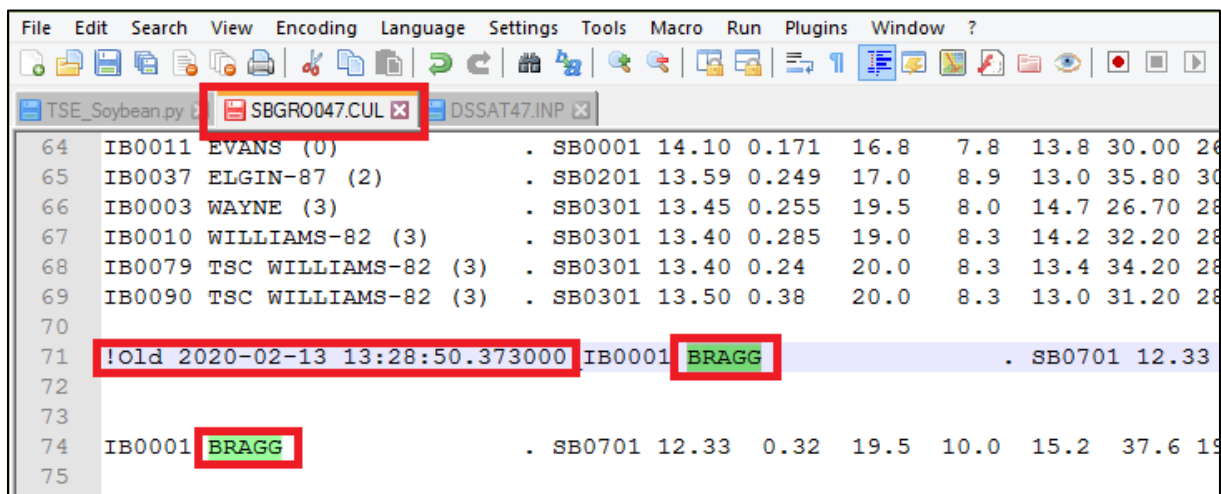 File Edit Search View Encoding Language Settings Tools Macro Run Plugins Window ?
TSE_Soybean.py SBGRO047.CUL DSSAT47.INP
64 IB0011 EVANS (0) . SB0001 14.10 0.171 16.8 7.8 13.8 30.00
65 IB0037 ELGIN-87 (2) . SB0201 13.59 0.249 17.0 8.9 13.0 35.80
66 IB0003 WAYNE (3) . SB0301 13.45 0.255 19.5 8.0 14.7 26.70
67 IB0010 WILLIAMS-82 (3) . SB0301 13.40 0.285 19.0 8.3 14.2 32.20
68 IB0079 TSC WILLIAMS-82 (3) . SB0301 13.40 0.24 20.0 8.3 13.4 34.20
69 IB0090 TSC WILLIAMS-82 (3) . SB0301 13.50 0.38 20.0 8.3 13.0 31.20
70
71 !Old 2020-02-13 13:28:50.373000 IB0001 BRAGG . SB0701 12.33
72
73
74 IB0001 BRAGG . SB0701 12.33 0.32 19.5 10.0 15.2 37.6
75